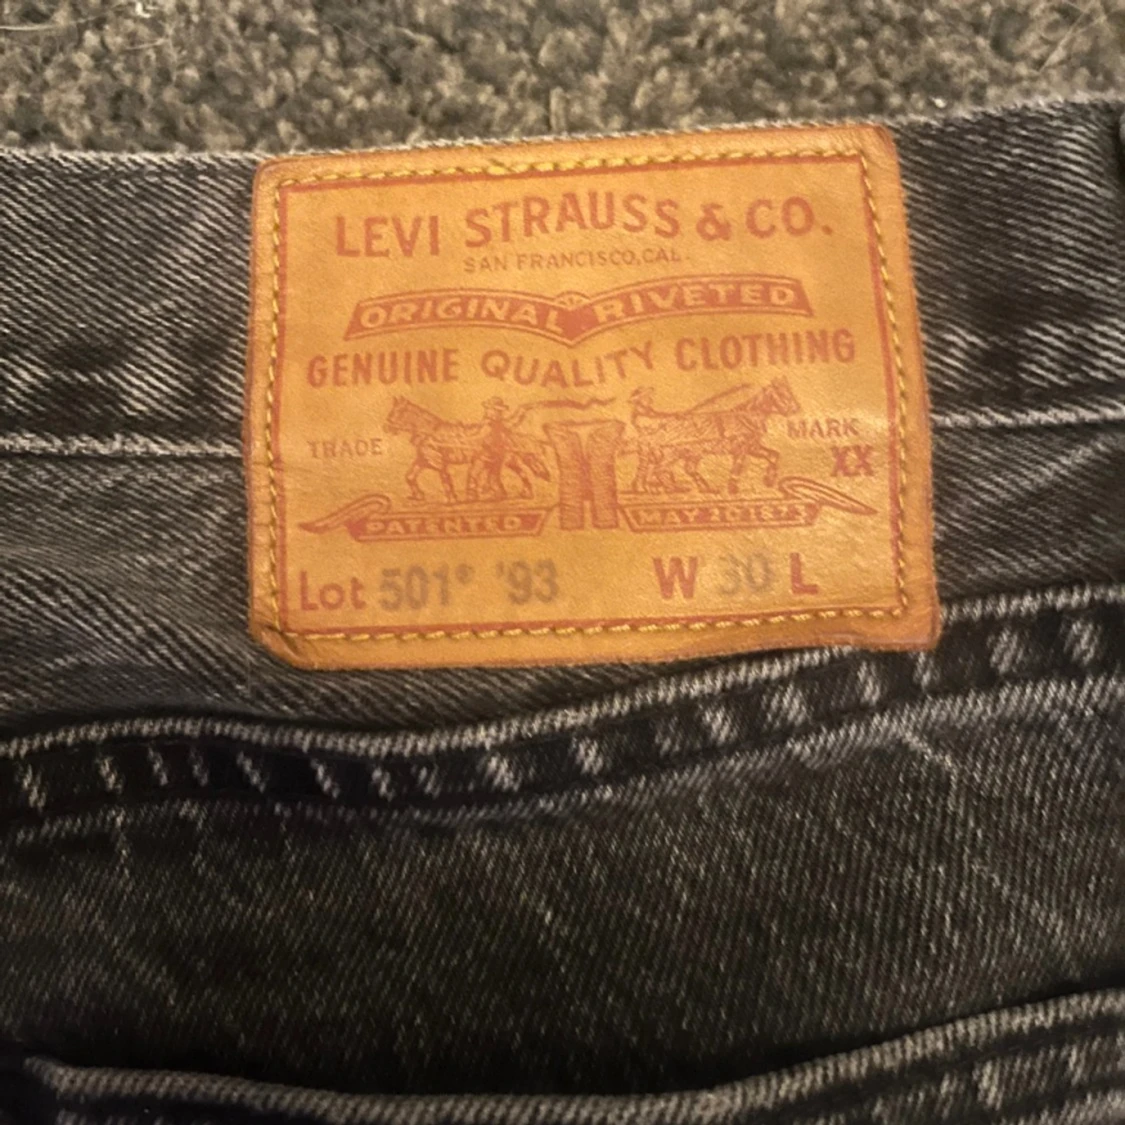 LEVI STRAUSS & CO.
SAN FRANCISCO, CAL.
ORIGINAL RIVETED
GENUINE QUALITY CLOTHING
TRADE MARK
XX
PATENTED MAY 20 1873
Lot 501® '93 W 30 L